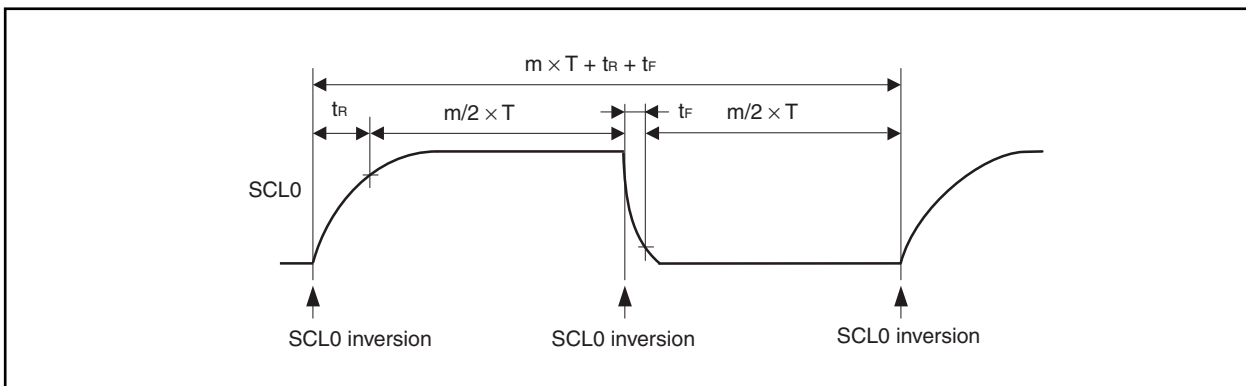 m × T + tR + tF
tR
m/2 × T
tF
m/2 × T
SCL0
SCL0 inversion
SCL0 inversion
SCL0 inversion